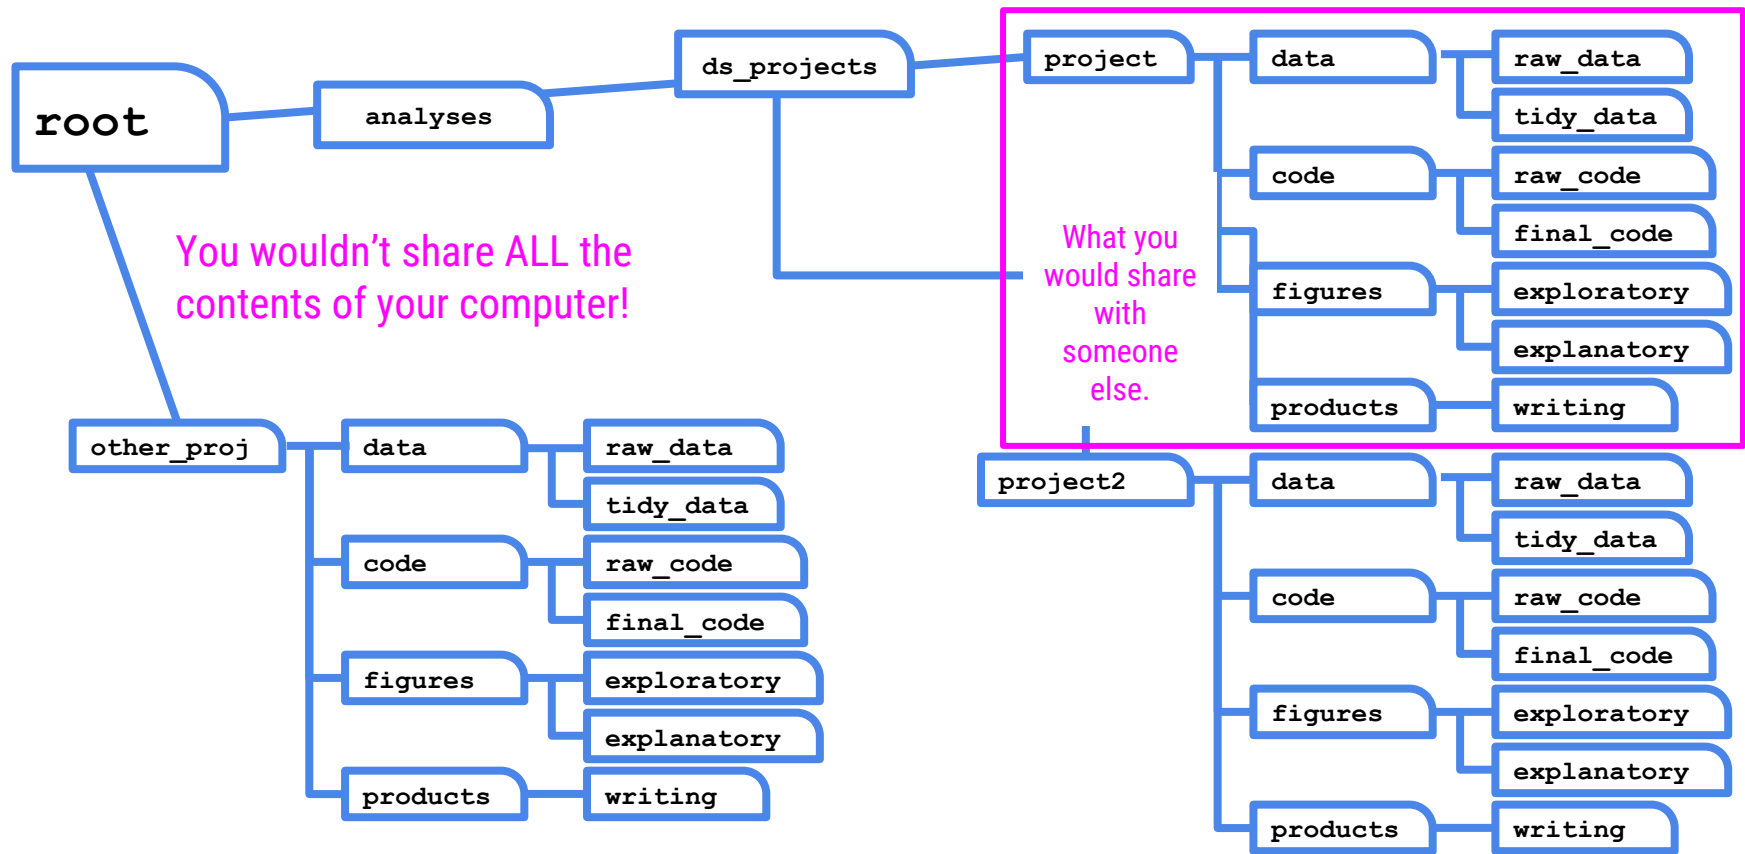 root
analyses
ds_projects
project
data
raw_data
tidy_data
code
raw_code
final_code
figures
exploratory
explanatory
products
writing
What you
would share
with
someone
else.
You wouldn’t share ALL the
contents of your computer!
other_proj
data
raw_data
tidy_data
code
raw_code
final_code
figures
exploratory
explanatory
products
writing
project2
data
raw_data
tidy_data
code
raw_code
final_code
figures
exploratory
explanatory
products
writing